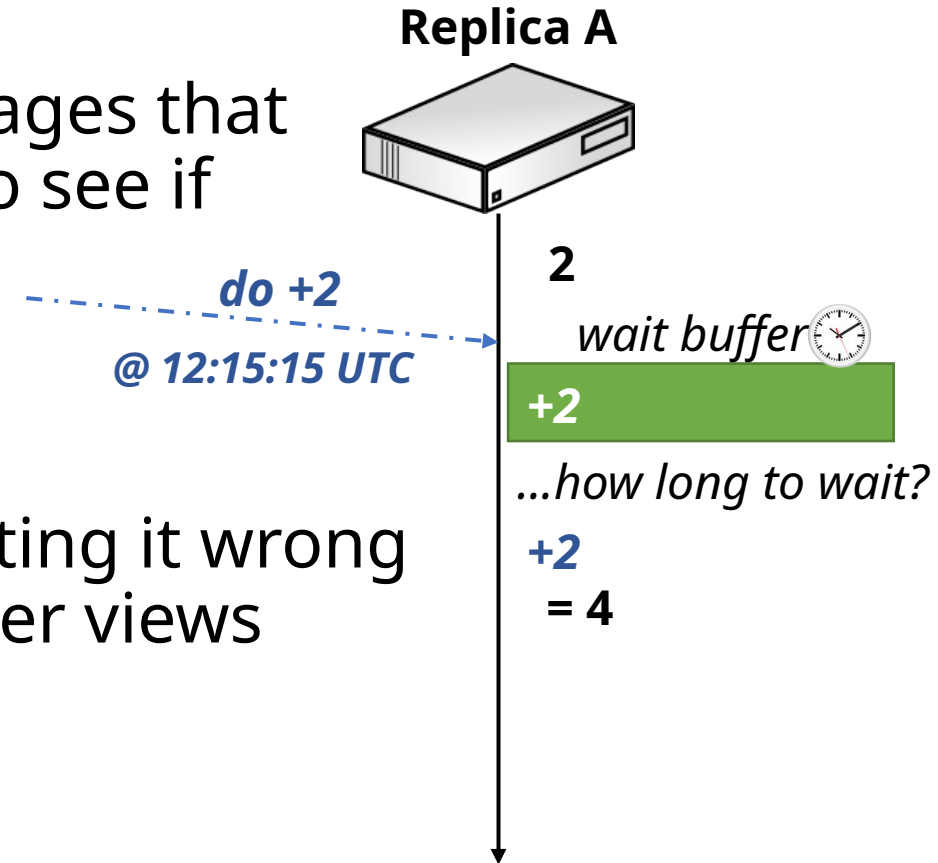 Replica A
ages that
o see if
2
do +2
wait buffer
@ 12:15:15 UTC
+2
...how long to wait?
ting it wrong
+2
er views
= 4